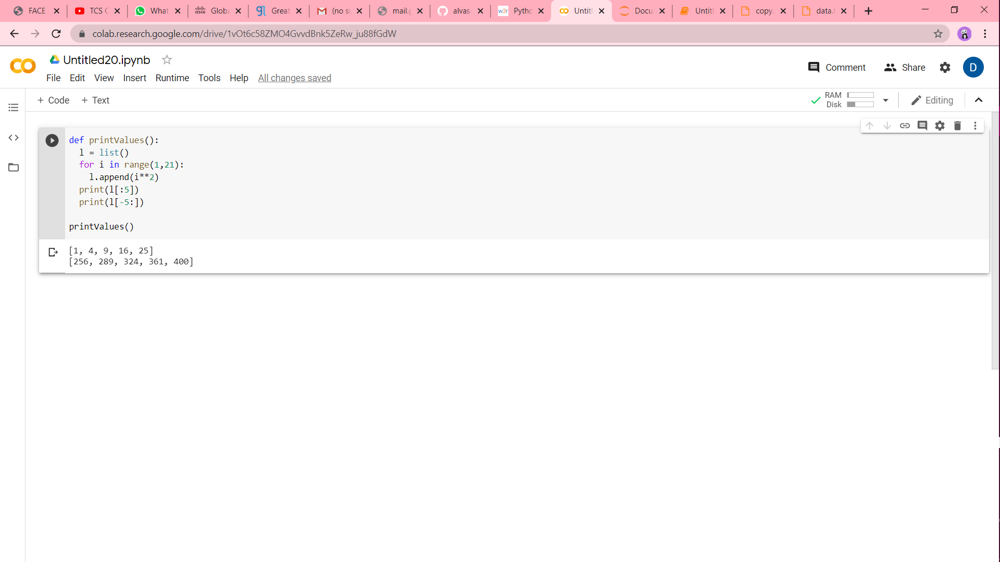 FACE
TCS C
What
Globa
Great
(no su
mail.g
alvas-
w3r Pytho
Untitl
Docu
Untitl
copy.
data.t
colab.research.google.com/drive/1vOt6c58ZMO4GvvdBnk5ZeRw_ju88fGdW
Untitled20.ipynb
Comment Share D
File Edit View Insert Runtime Tools Help All changes saved
+ Code + Text
RAM
Disk
Editing
def printValues():
  l = list()
  for i in range(1,21):
    l.append(i**2)
  print(l[:5])
  print(l[-5:])
printValues()
[1, 4, 9, 16, 25]
[256, 289, 324, 361, 400]